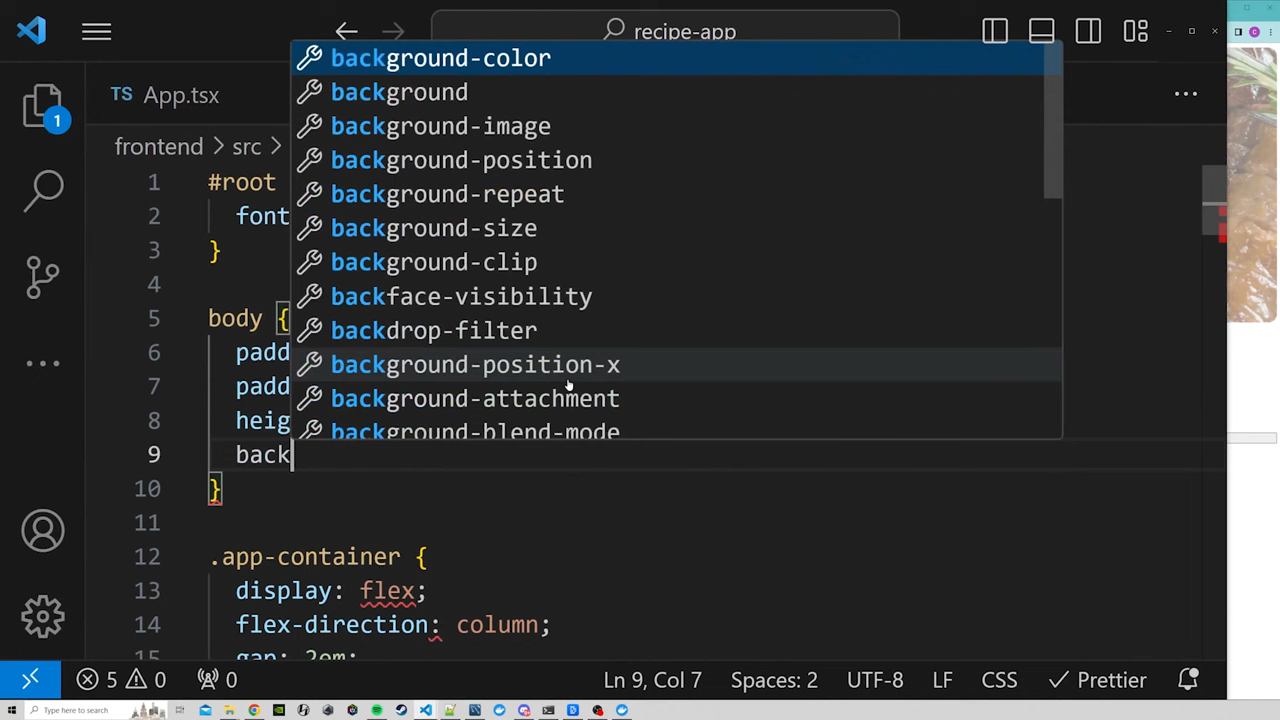 recipe-app
TS App.tsx
1
frontend > src >
background-color
background
background-image
background-position
background-repeat
background-size
background-clip
backface-visibility
backdrop-filter
background-position-x
background-attachment
background-blend-mode
1 #root
2 font
3 }
4
5 body {
6 padd
7 padd
8 heig
9 back
10 }
11
12 .app-container {
13 display: flex;
14 flex-direction: column;
15 gap: 2em;
5 0 0 Ln 9, Col 7 Spaces: 2 UTF-8 LF CSS Prettier
Type here to search